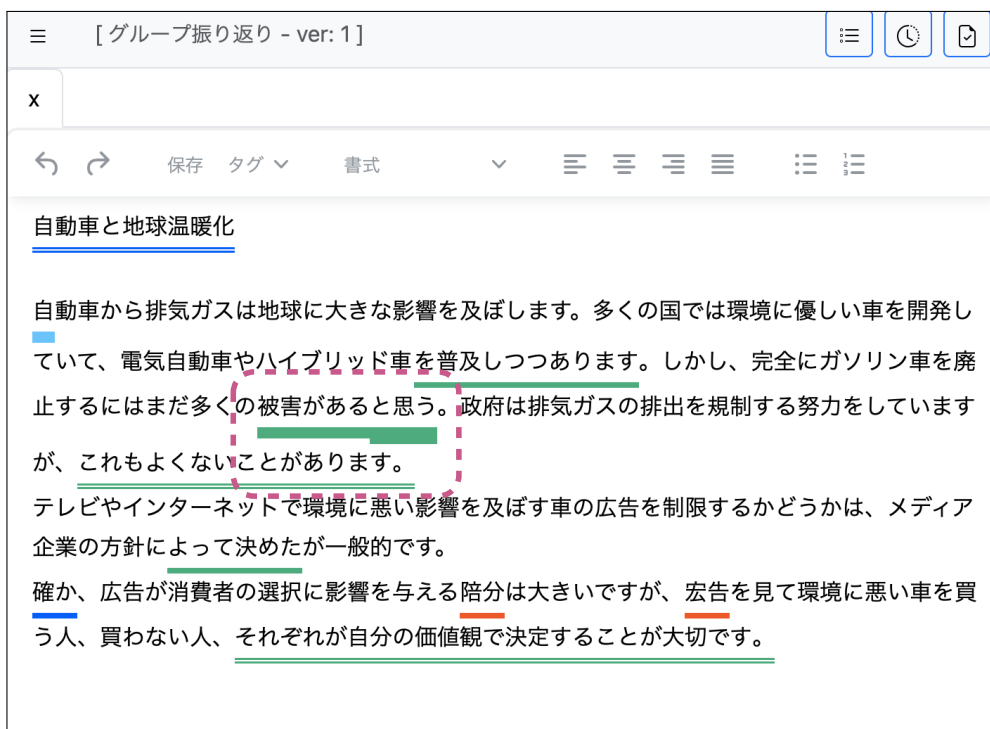 [ グループ振り返り - ver: 1 ]
x
保存 タグ 書式
自動車と地球温暖化
自動車から排気ガスは地球に大きな影響を及ぼします。多くの国では環境に優しい車を開発し
ていて、電気自動車やハイブリッド車を普及しつつあります。しかし、完全にガソリン車を廃
止するにはまだ多くの被害があると思う。政府は排気ガスの排出を規制する努力をしています
が、これもよくないことがあります。
テレビやインターネットで環境に悪い影響を及ぼす車の広告を制限するかどうかは、メディア
企業の方針によって決めたが一般的です。
確か、広告が消費者の選択に影響を与える陪分は大きいですが、宏告を見て環境に悪い車を買
う人、買わない人、それぞれが自分の価値観で決定することが大切です。